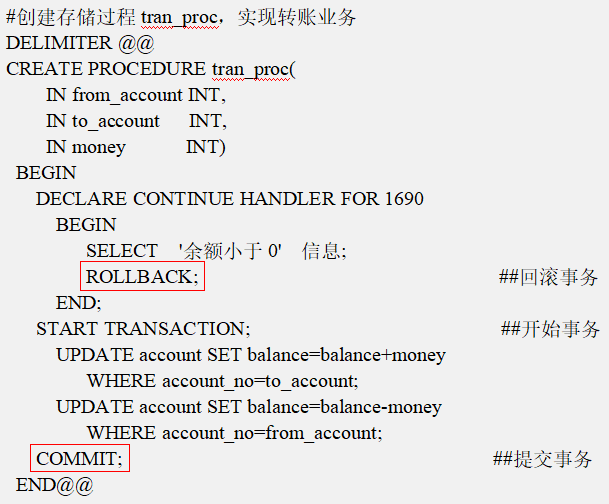 #创建存储过程 tran_proc，实现转账业务
DELIMITER @@
CREATE PROCEDURE tran_proc(
IN from_account INT,
IN to_account INT,
IN money INT)
BEGIN
DECLARE CONTINUE HANDLER FOR 1690
BEGIN
SELECT '余额小于 0' 信息;
ROLLBACK; ##回滚事务
END;
START TRANSACTION; ##开始事务
UPDATE account SET balance=balance+money
WHERE account_no=to_account;
UPDATE account SET balance=balance-money
WHERE account_no=from_account;
COMMIT; ##提交事务
END@@